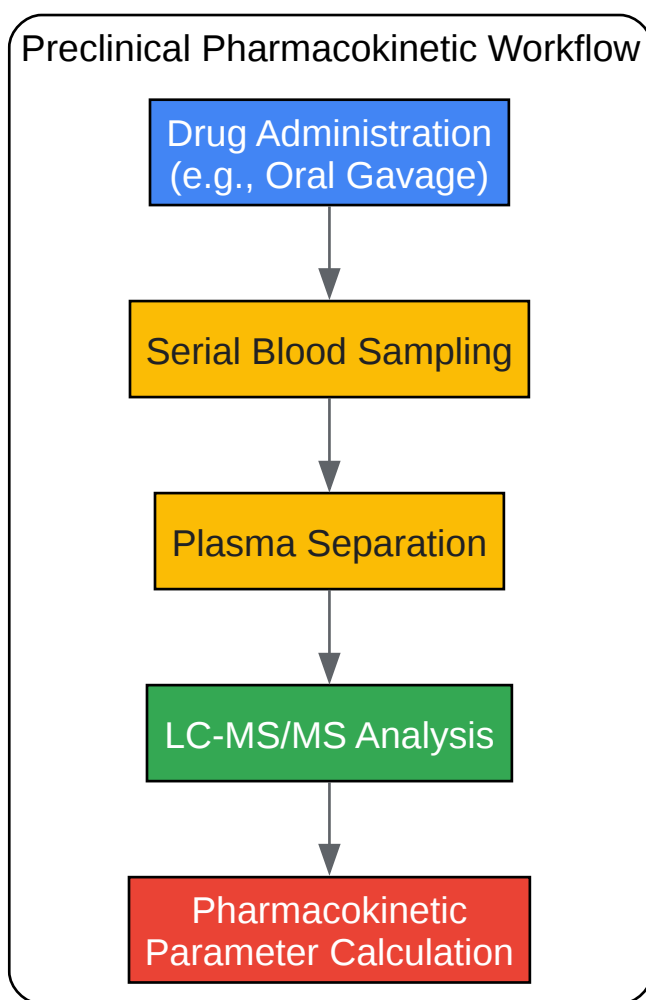 Preclinical Pharmacokinetic Workflow
Drug Administration
(e.g., Oral Gavage)
Serial Blood Sampling
Plasma Separation
LC-MS/MS Analysis
Pharmacokinetic
Parameter Calculation